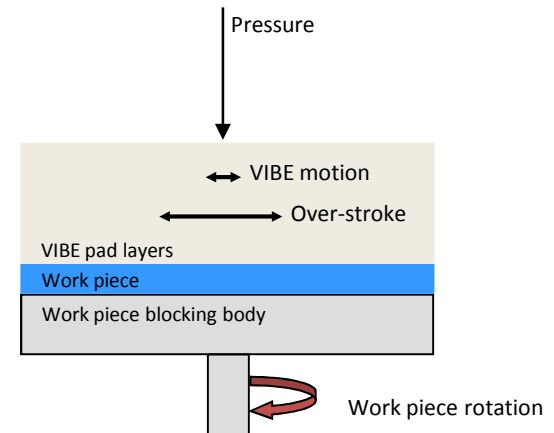 Pressure
VIBE motion
Over-stroke
VIBE pad layers
Work piece
Work piece blocking body
Work piece rotation